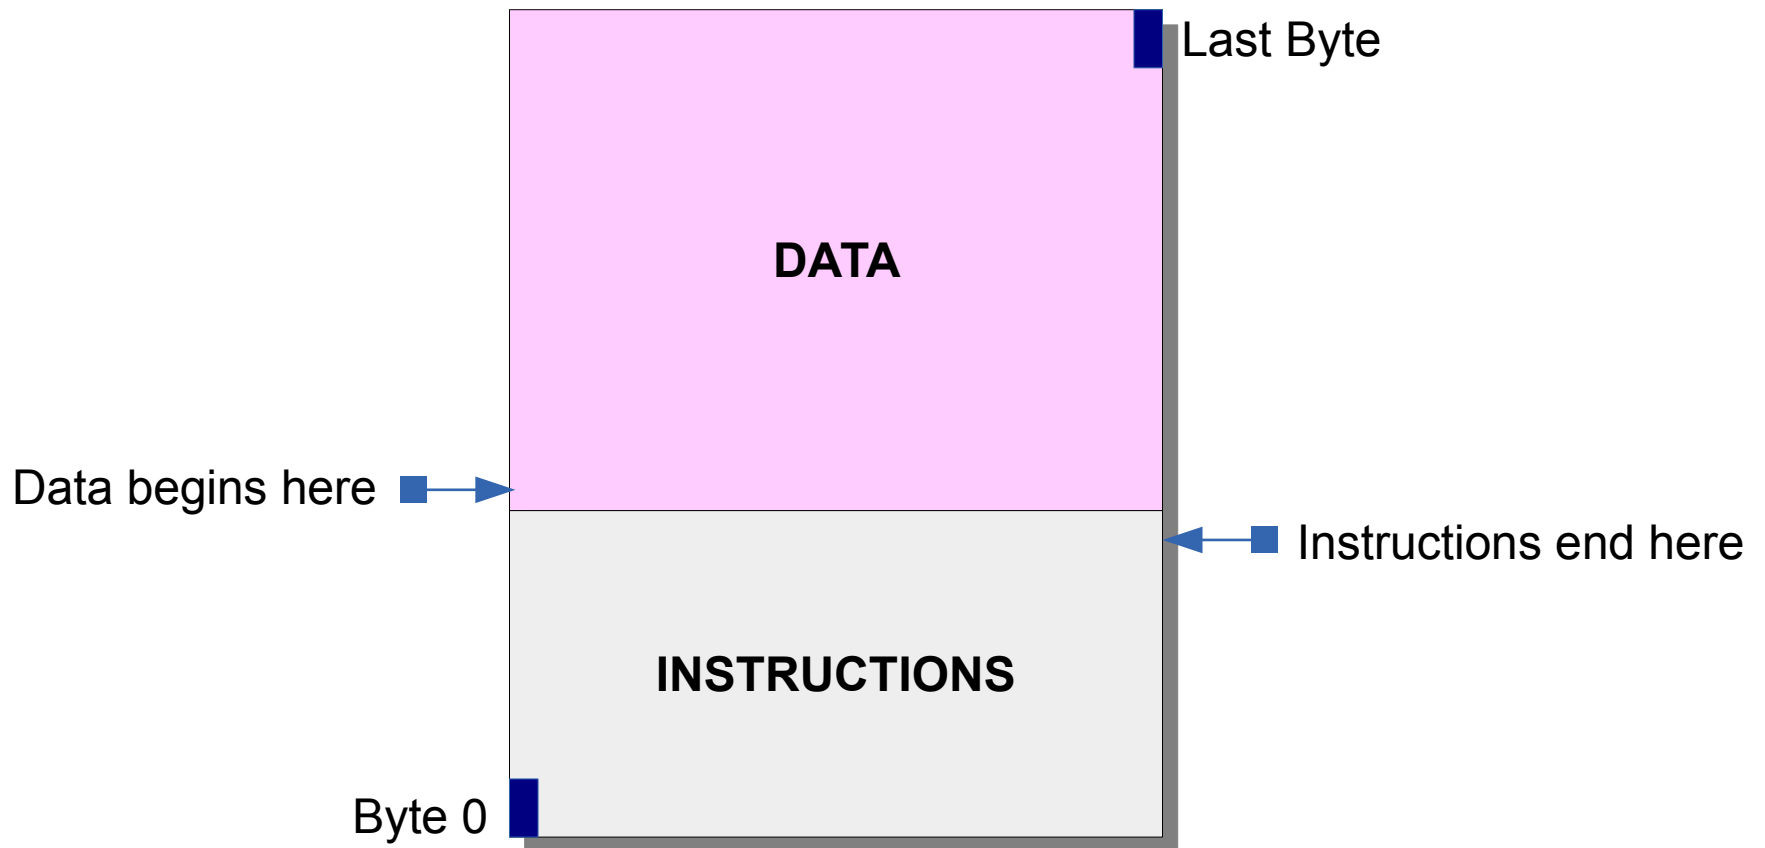 Last Byte
DATA
Data begins here
Instructions end here
INSTRUCTIONS
Byte 0